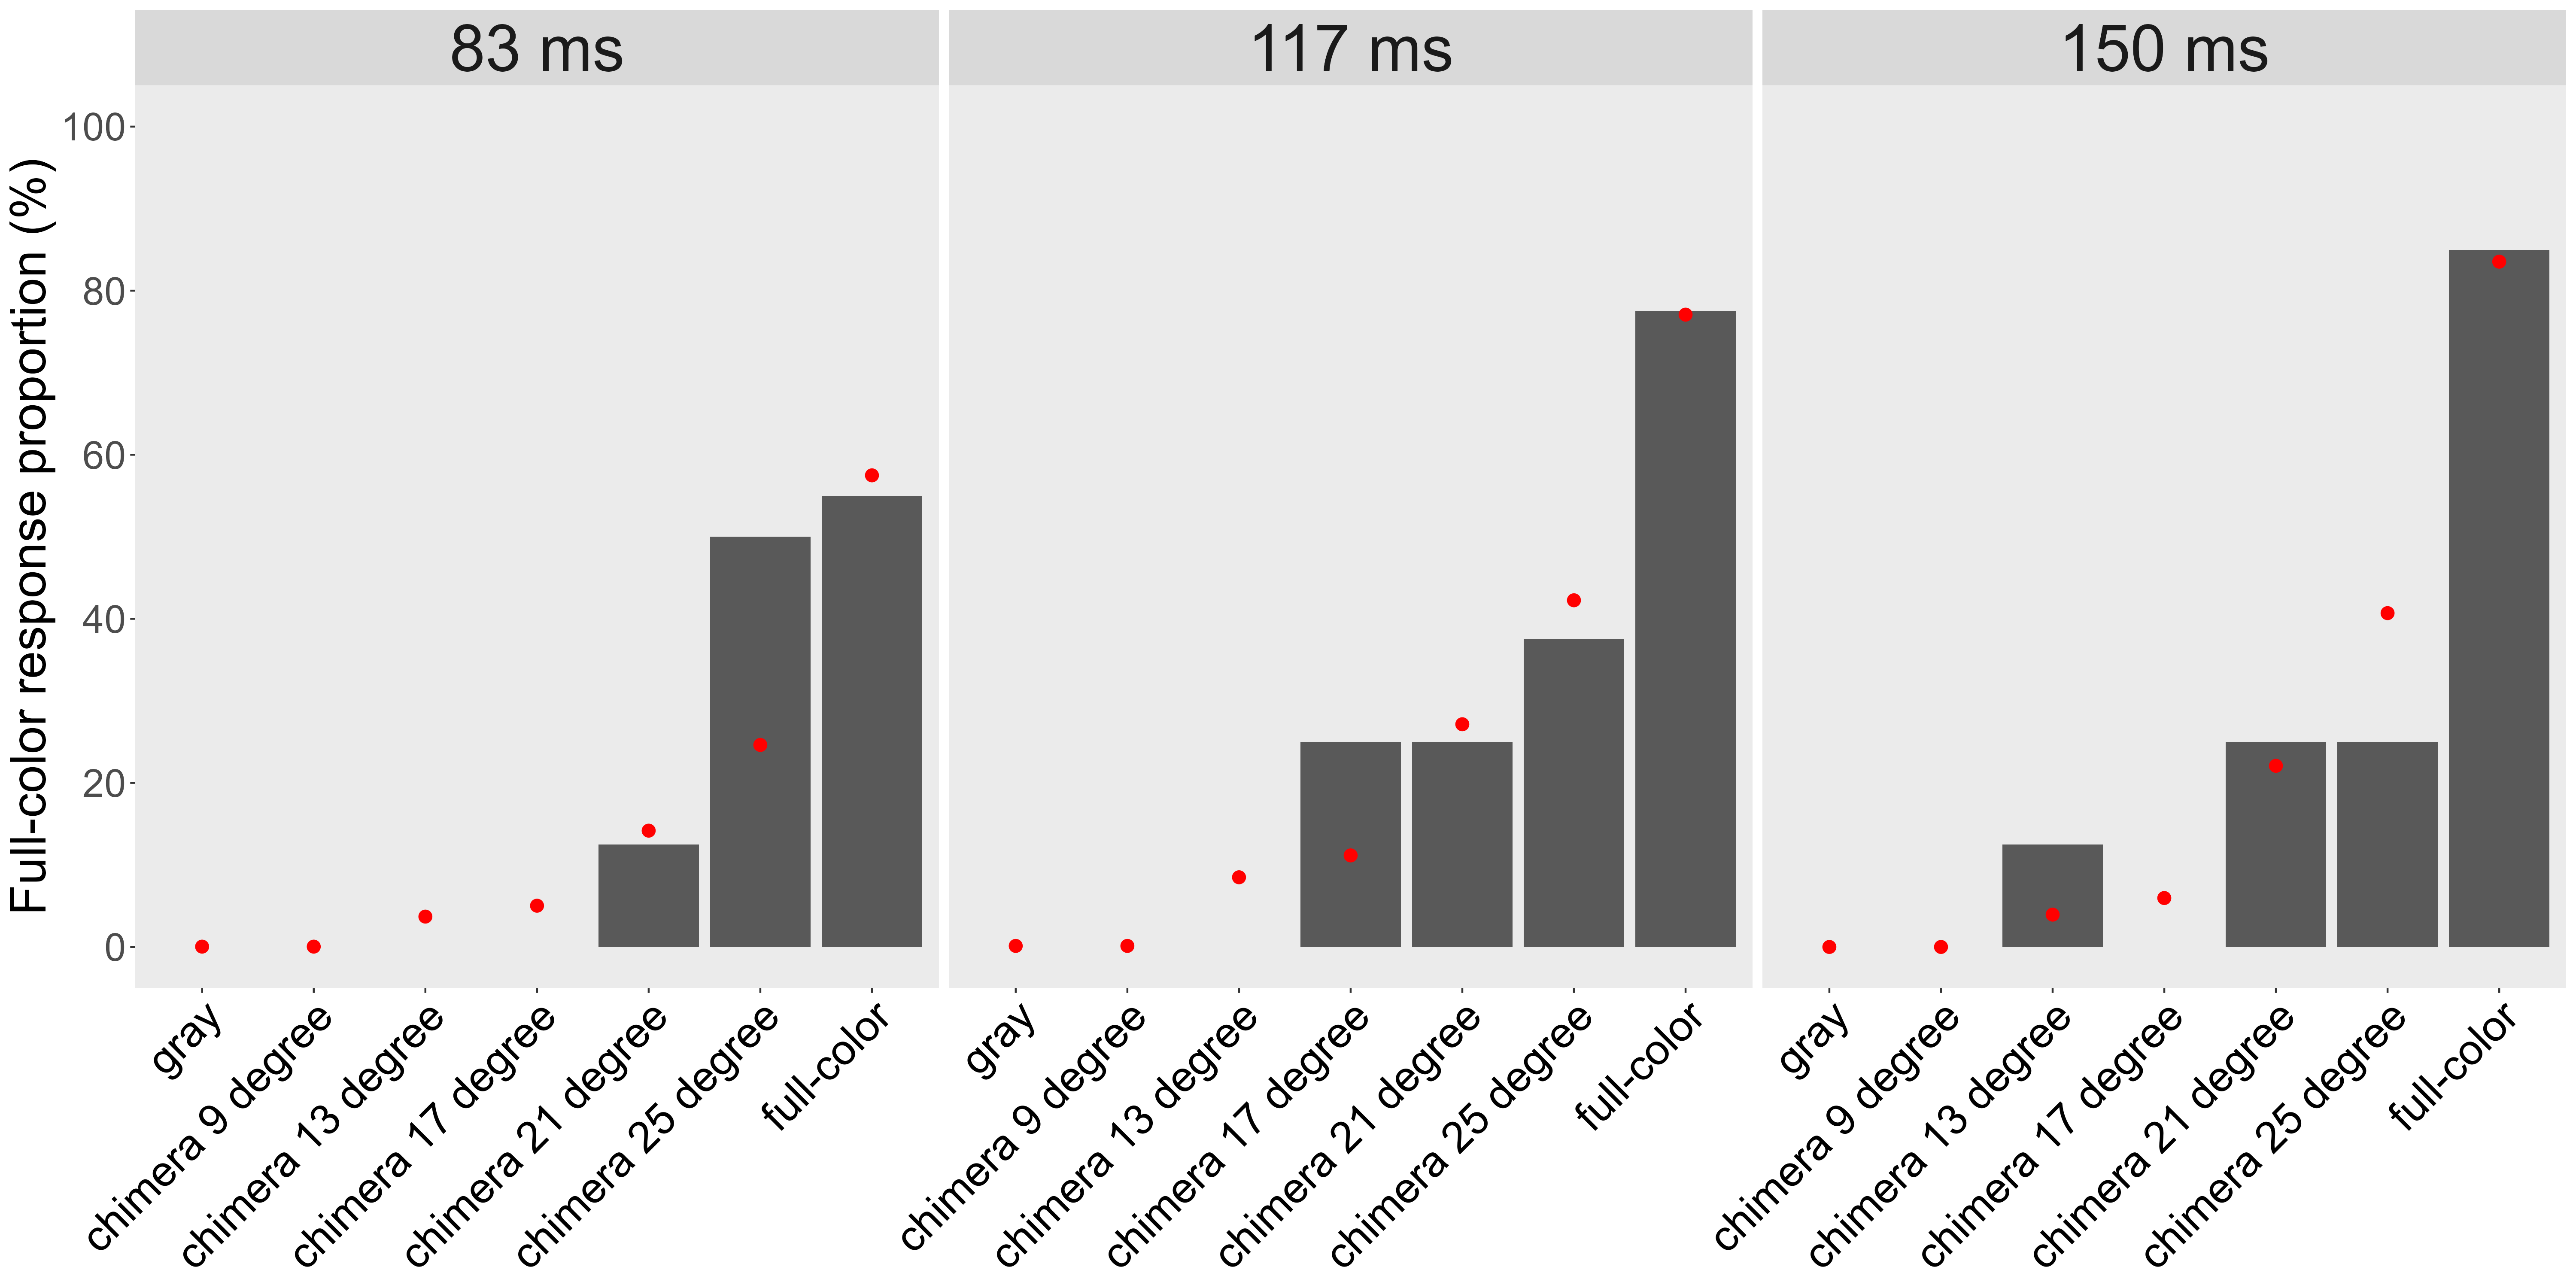 83 ms
117 ms
150 ms
Full-color response proportion (%)
100
80
60
40
20
0
gray
chimera 9 degree
chimera 13 degree
chimera 17 degree
chimera 21 degree
chimera 25 degree
full-color
gray
chimera 9 degree
chimera 13 degree
chimera 17 degree
chimera 21 degree
chimera 25 degree
full-color
gray
chimera 9 degree
chimera 13 degree
chimera 17 degree
chimera 21 degree
chimera 25 degree
full-color